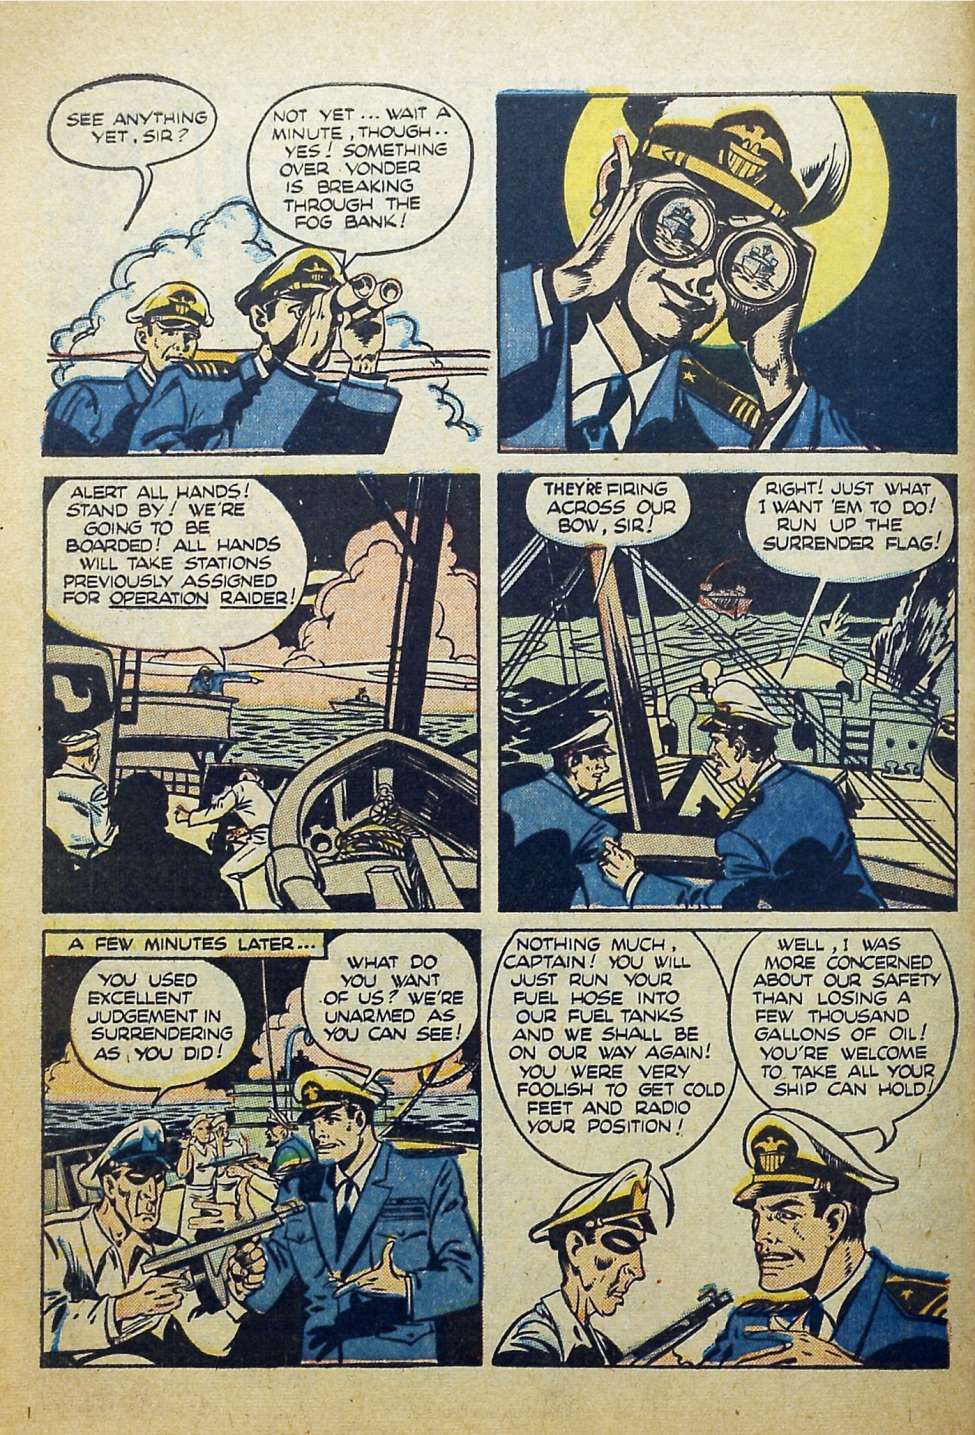 SEE ANYTHING
YET, SIR?
NOT YET... WAIT A
MINUTE, THOUGH..
YES! SOMETHING
OVER YONDER
IS BREAKING
THROUGH THE
FOG BANK!
ALERT ALL HANDS!
STAND BY! WE'RE
GOING TO BE
BOARDED! ALL HANDS
WILL TAKE STATIONS
PREVIOUSLY ASSIGNED
FOR OPERATION RAIDER!
THEY'RE FIRING
ACROSS OUR
BOW, SIR!
RIGHT! JUST WHAT
I WANT 'EM TO DO!
RUN UP THE
SURRENDER FLAG!
A FEW MINUTES LATER...
YOU USED
EXCELLENT
JUDGEMENT IN
SURRENDERING
AS YOU DID!
WHAT DO
YOU WANT
OF US? WE'RE
UNARMED AS
YOU CAN SEE!
NOTHING MUCH,
CAPTAIN! YOU WILL
JUST RUN YOUR
FUEL HOSE INTO
OUR FUEL TANKS
AND WE SHALL BE
ON OUR WAY AGAIN!
YOU WERE VERY
FOOLISH TO GET COLD
FEET AND RADIO
YOUR POSITION!
WELL, I WAS
MORE CONCERNED
ABOUT OUR SAFETY
THAN LOSING A
FEW THOUSAND
GALLONS OF OIL!
YOU'RE WELCOME
TO TAKE ALL YOUR
SHIP CAN HOLD!